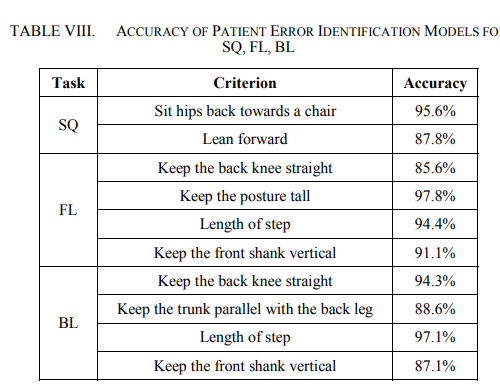 TABLE VIII. ACCURACY OF PATIENT ERROR IDENTIFICATION MODELS FO
SQ, FL, BL
Task Criterion Accuracy
SQ
Sit hips back towards a chair 95.6%
Lean forward 87.8%
FL
Keep the back knee straight 85.6%
Keep the posture tall 97.8%
Length of step 94.4%
Keep the front shank vertical 91.1%
BL
Keep the back knee straight 94.3%
Keep the trunk parallel with the back leg 88.6%
Length of step 97.1%
Keep the front shank vertical 87.1%